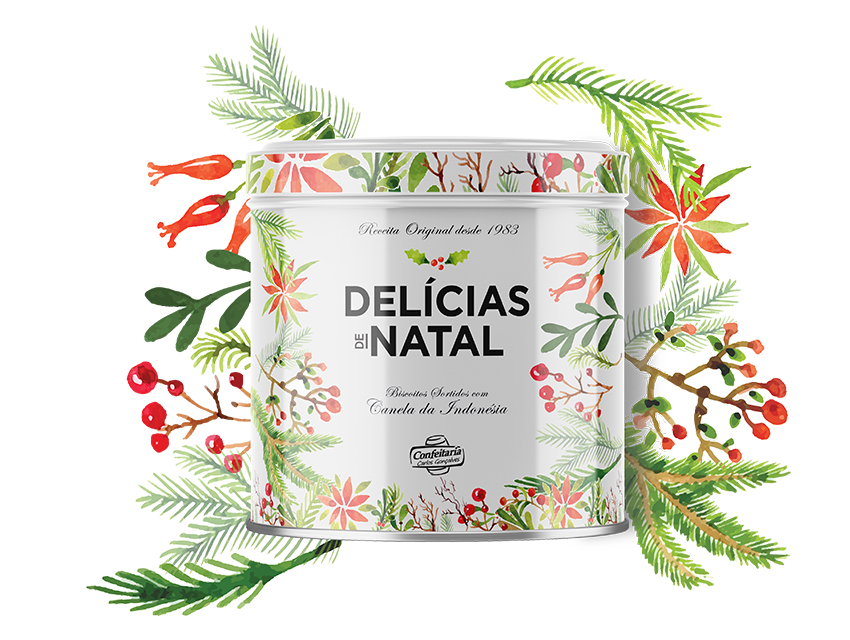 Receita Original desde 1983
DELÍCIAS
DE NATAL
Biscoitos Sortidos com
Canela da Indonésia
Confeitaria
Carlos Gonçalves